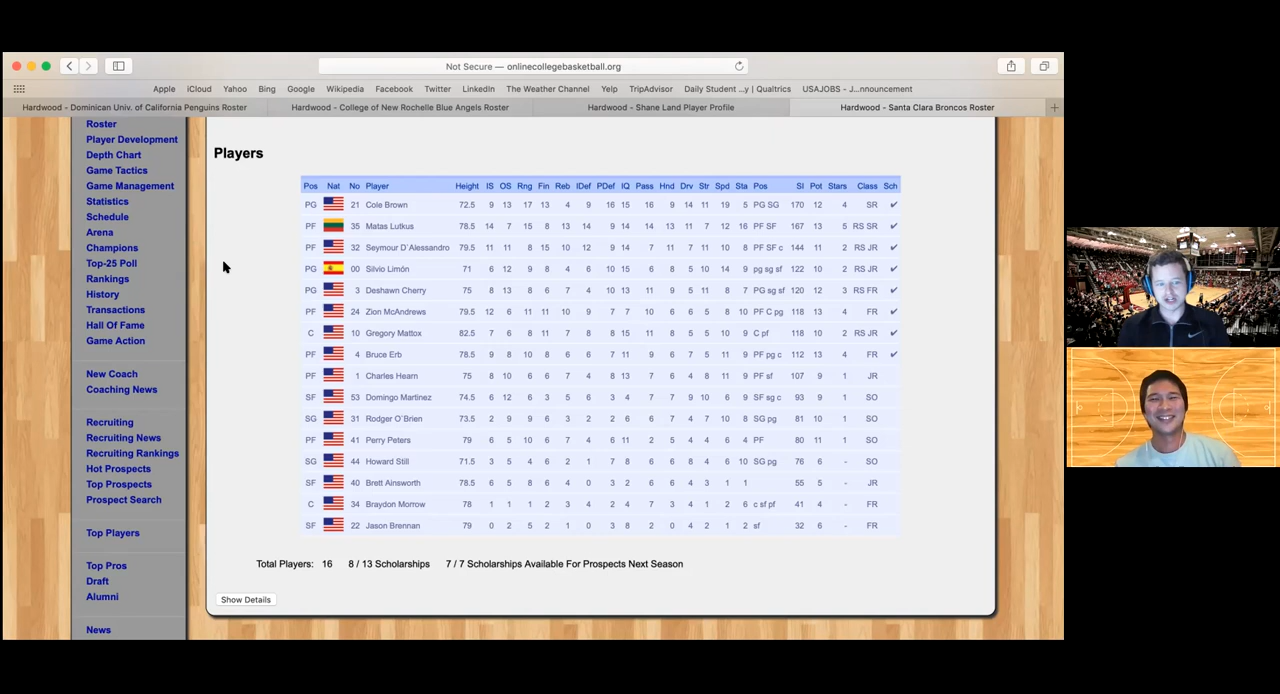 Not Secure — onlinecollegebasketball.org
Apple iCloud Yahoo Bing Google Wikipedia Facebook Twitter LinkedIn The Weather Channel Yelp TripAdvisor Daily Student ...y | Qualtrics USAJOBS - J...nnouncement
Hardwood - Dominican Univ. of California Penguins Roster Hardwood - College of New Rochelle Blue Angels Roster Hardwood - Shane Land Player Profile Hardwood - Santa Clara Broncos Roster +
Roster
Player Development
Depth Chart
Game Tactics
Game Management
Statistics
Schedule
Arena
Champions
Top-25 Poll
Rankings
History
Transactions
Hall Of Fame
Game Action
New Coach
Coaching News
Recruiting
Recruiting News
Recruiting Rankings
Hot Prospects
Top Prospects
Prospect Search
Top Players
Top Pros
Draft
Alumni
News
Players
Pos Nat No Player Height IS OS Rng Fin Reb IDef PDef IQ Pass Hnd Drv Str Spd Sta Pos SI Pot Stars Class Sch
PG 21 Cole Brown 72.5 9 13 17 13 4 9 16 15 16 9 14 11 19 5 PG SG 170 12 4 SR ✔
PF 35 Matas Lutkus 78.5 14 7 15 8 13 14 9 14 14 13 11 7 12 16 PF SF 167 13 5 RS SR ✔
PF 32 Seymour D`Alessandro 79.5 11 11 8 15 10 12 9 14 7 11 7 11 10 8 PF SF c 144 11 2 RS JR ✔
PG 00 Silvio Limón 71 6 12 9 8 4 6 10 15 6 8 5 10 14 9 pg sg sf 122 10 2 RS JR ✔
PG 3 Deshawn Cherry 75 8 13 8 5 7 4 10 13 11 9 5 11 8 7 PG sg sf 120 12 3 RS FR ✔
PF 24 Zion McAndrews 79.5 12 6 11 11 10 9 7 7 10 6 6 5 8 10 PF C pg 118 13 4 FR ✔
C 10 Gregory Mattox 82.5 7 6 8 11 7 8 8 15 11 8 5 5 10 9 C pf 118 10 2 RS JR ✔
PF 4 Bruce Erb 78.5 9 8 10 8 6 6 7 11 9 6 7 5 11 9 PF pg c 112 13 4 FR ✔
PF 1 Charles Hearn 75 8 10 6 6 7 4 8 13 7 6 4 8 11 9 PF sf 107 9 1 JR
SF 53 Domingo Martinez 74.5 6 12 6 3 5 3 3 4 7 7 9 10 5 9 SF sg c 93 9 1 SO
SG 31 Rodger O`Brien 73.5 2 9 9 6 3 3 2 6 6 7 4 7 5 8 SG pg 81 10 1 SO
PF 41 Perry Peters 79 6 5 10 6 7 4 6 11 2 5 4 4 6 4 PF 80 11 1 SO
SG 44 Howard Still 71.5 3 5 4 6 2 1 7 8 6 6 8 4 6 10 SG pg 76 6 - SO
SF 40 Brett Ainsworth 78.5 6 5 8 6 4 0 3 2 6 6 4 3 1 1 55 5 - JR
C 34 Braydon Morrow 78 1 1 1 2 3 4 2 4 7 3 4 1 2 6 c sf pf 41 4 - FR
SF 22 Jason Brennan 79 0 2 5 2 1 0 3 8 2 0 4 2 1 2 sf 32 6 - FR
Total Players: 16 8 / 13 Scholarships 7 / 7 Scholarships Available For Prospects Next Season
Show Details